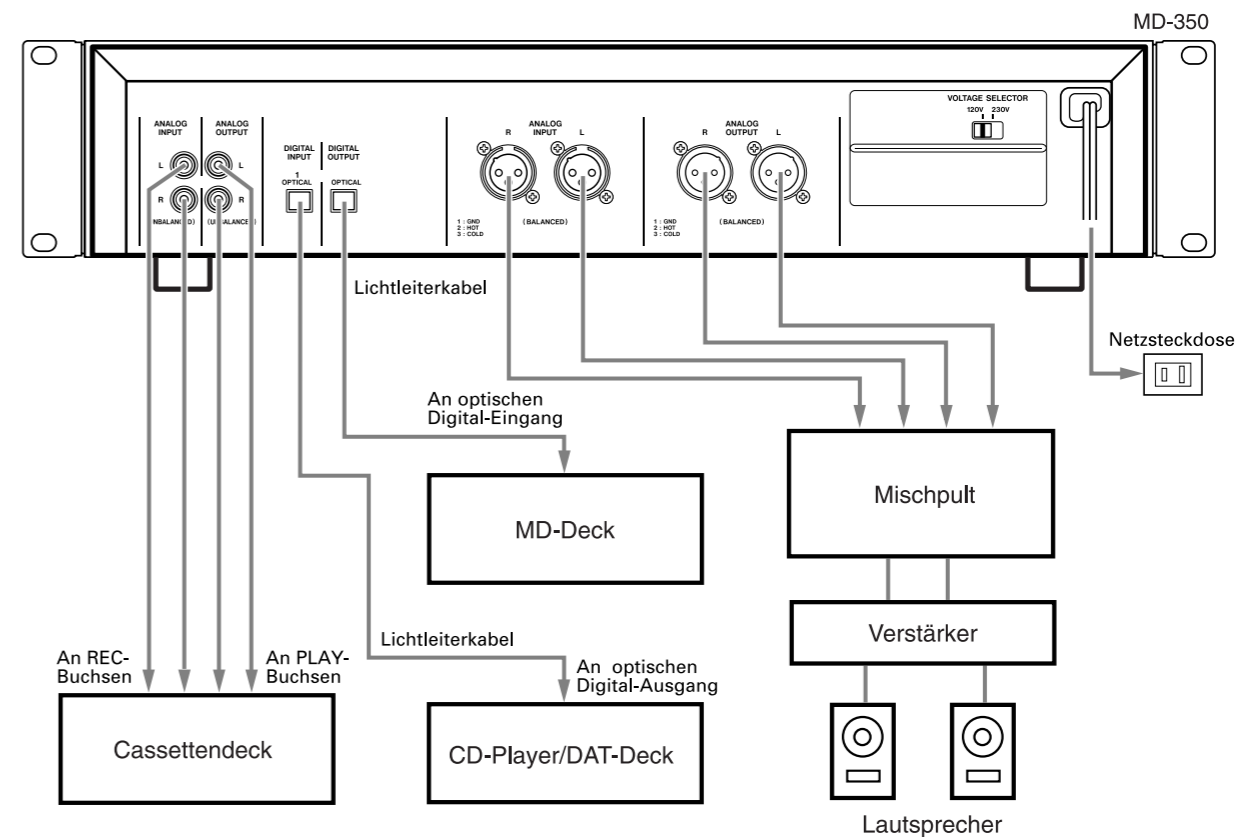 MD-350
ANALOG
INPUT
ANALOG
OUTPUT
L
L
R
R
NBALANCED)
(U BALANCED)
DIGITAL
INPUT
DIGITAL
OUTPUT
1
OPTICAL
OPTICAL
ANALOG
R INPUT L
1 : GND
2 : HOT
3 : COLD
(BALANCED)
ANALOG
R OUTPUT L
1 : GND
2 : HOT
3 : COLD
(BALANCED)
VOLTAGE SELECTOR
120V 230V
Lichtleiterkabel
Netzsteckdose
An optischen
Digital-Eingang
MD-Deck
Mischpult
Verstärker
Lautsprecher
Lichtleiterkabel
An optischen
Digital-Ausgang
CD-Player/DAT-Deck
An REC-
Buchsen
An PLAY-
Buchsen
Cassettendeck